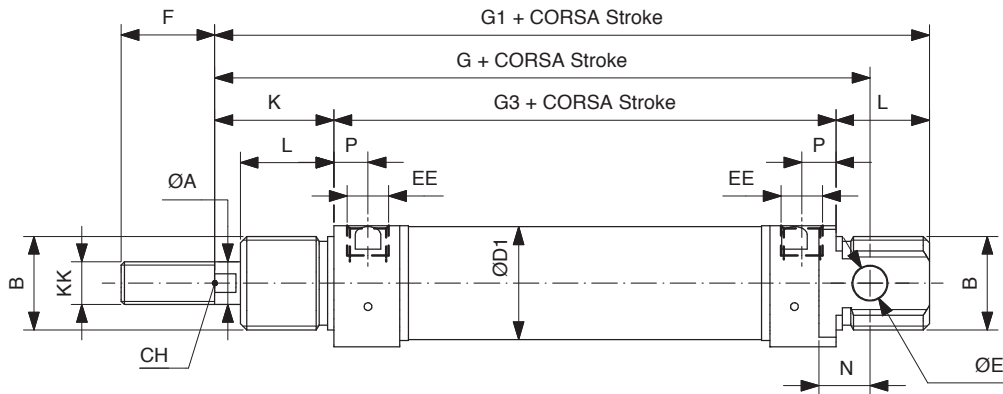 F
G1 + CORSA Stroke
G + CORSA Stroke
K
G3 + CORSA Stroke
L
L
P
P
EE
EE
ØA
B
KK
ØD1
B
CH
N
ØE